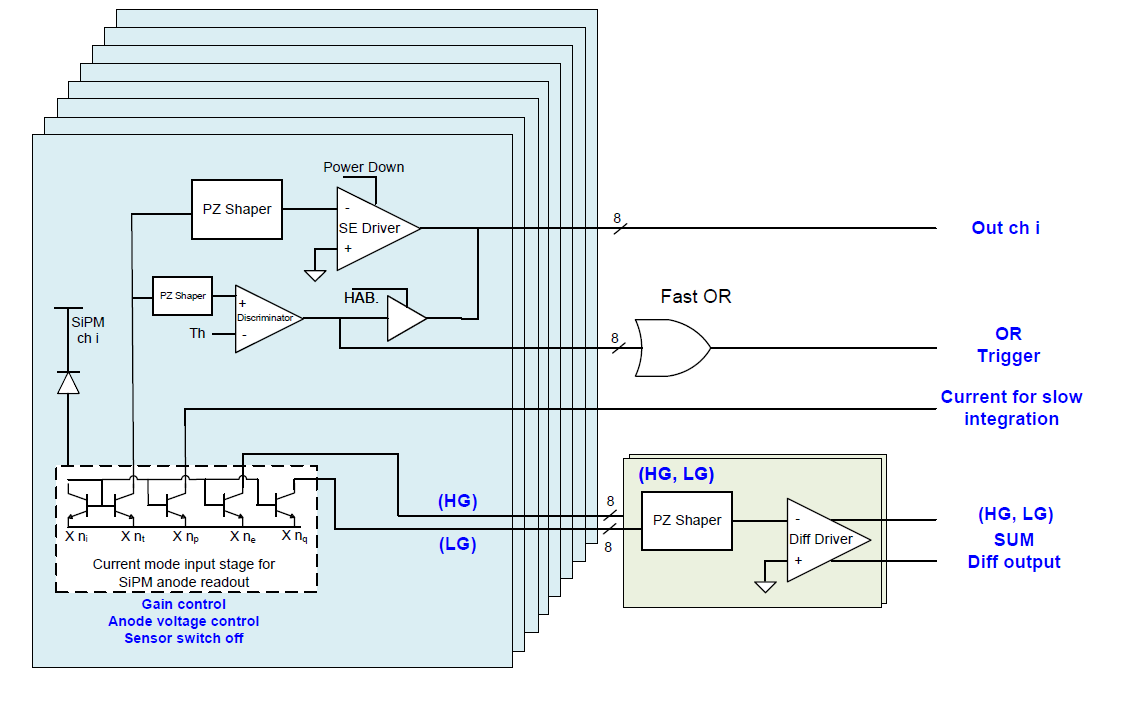 Power Down
PZ Shaper
-
SE Driver
+
8
Out ch i
PZ Shaper
+
Discriminator
-
Th
HAB.
Fast OR
8
OR
Trigger
SiPM
ch i
Current for slow
integration
(HG)
(LG)
8
8
(HG, LG)
PZ Shaper
-
Diff Driver
+
(HG, LG)
SUM
Diff output
X ni
X nt
X np
X ne
X nq
Current mode input stage for
SiPM anode readout
Gain control
Anode voltage control
Sensor switch off